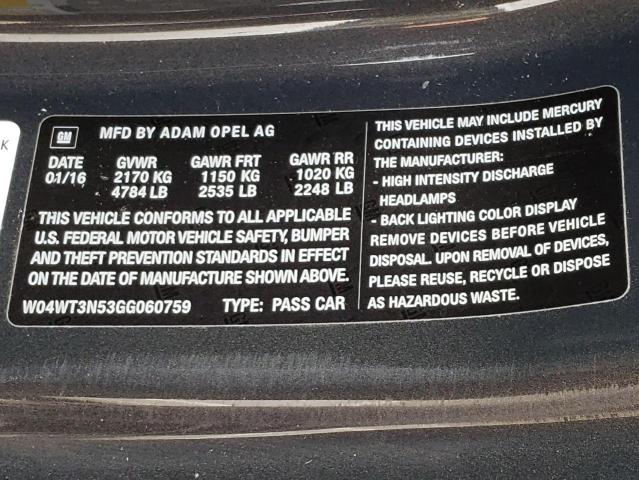 K
GM
MFD BY ADAM OPEL AG
DATE GVWR GAWR FRT GAWR RR
01/16 2170 KG 1150 KG 1020 KG
4784 LB 2535 LB 2248 LB
THIS VEHICLE CONFORMS TO ALL APPLICABLE
U.S. FEDERAL MOTOR VEHICLE SAFETY, BUMPER
AND THEFT PREVENTION STANDARDS IN EFFECT
ON THE DATE OF MANUFACTURE SHOWN ABOVE.
W04WT3N53GG060759 TYPE: PASS CAR
THIS VEHICLE MAY INCLUDE MERCURY
CONTAINING DEVICES INSTALLED BY
THE MANUFACTURER:
- HIGH INTENSITY DISCHARGE
HEADLAMPS
- BACK LIGHTING COLOR DISPLAY
REMOVE DEVICES BEFORE VEHICLE
DISPOSAL. UPON REMOVAL OF DEVICES,
PLEASE REUSE, RECYCLE OR DISPOSE
AS HAZARDOUS WASTE.